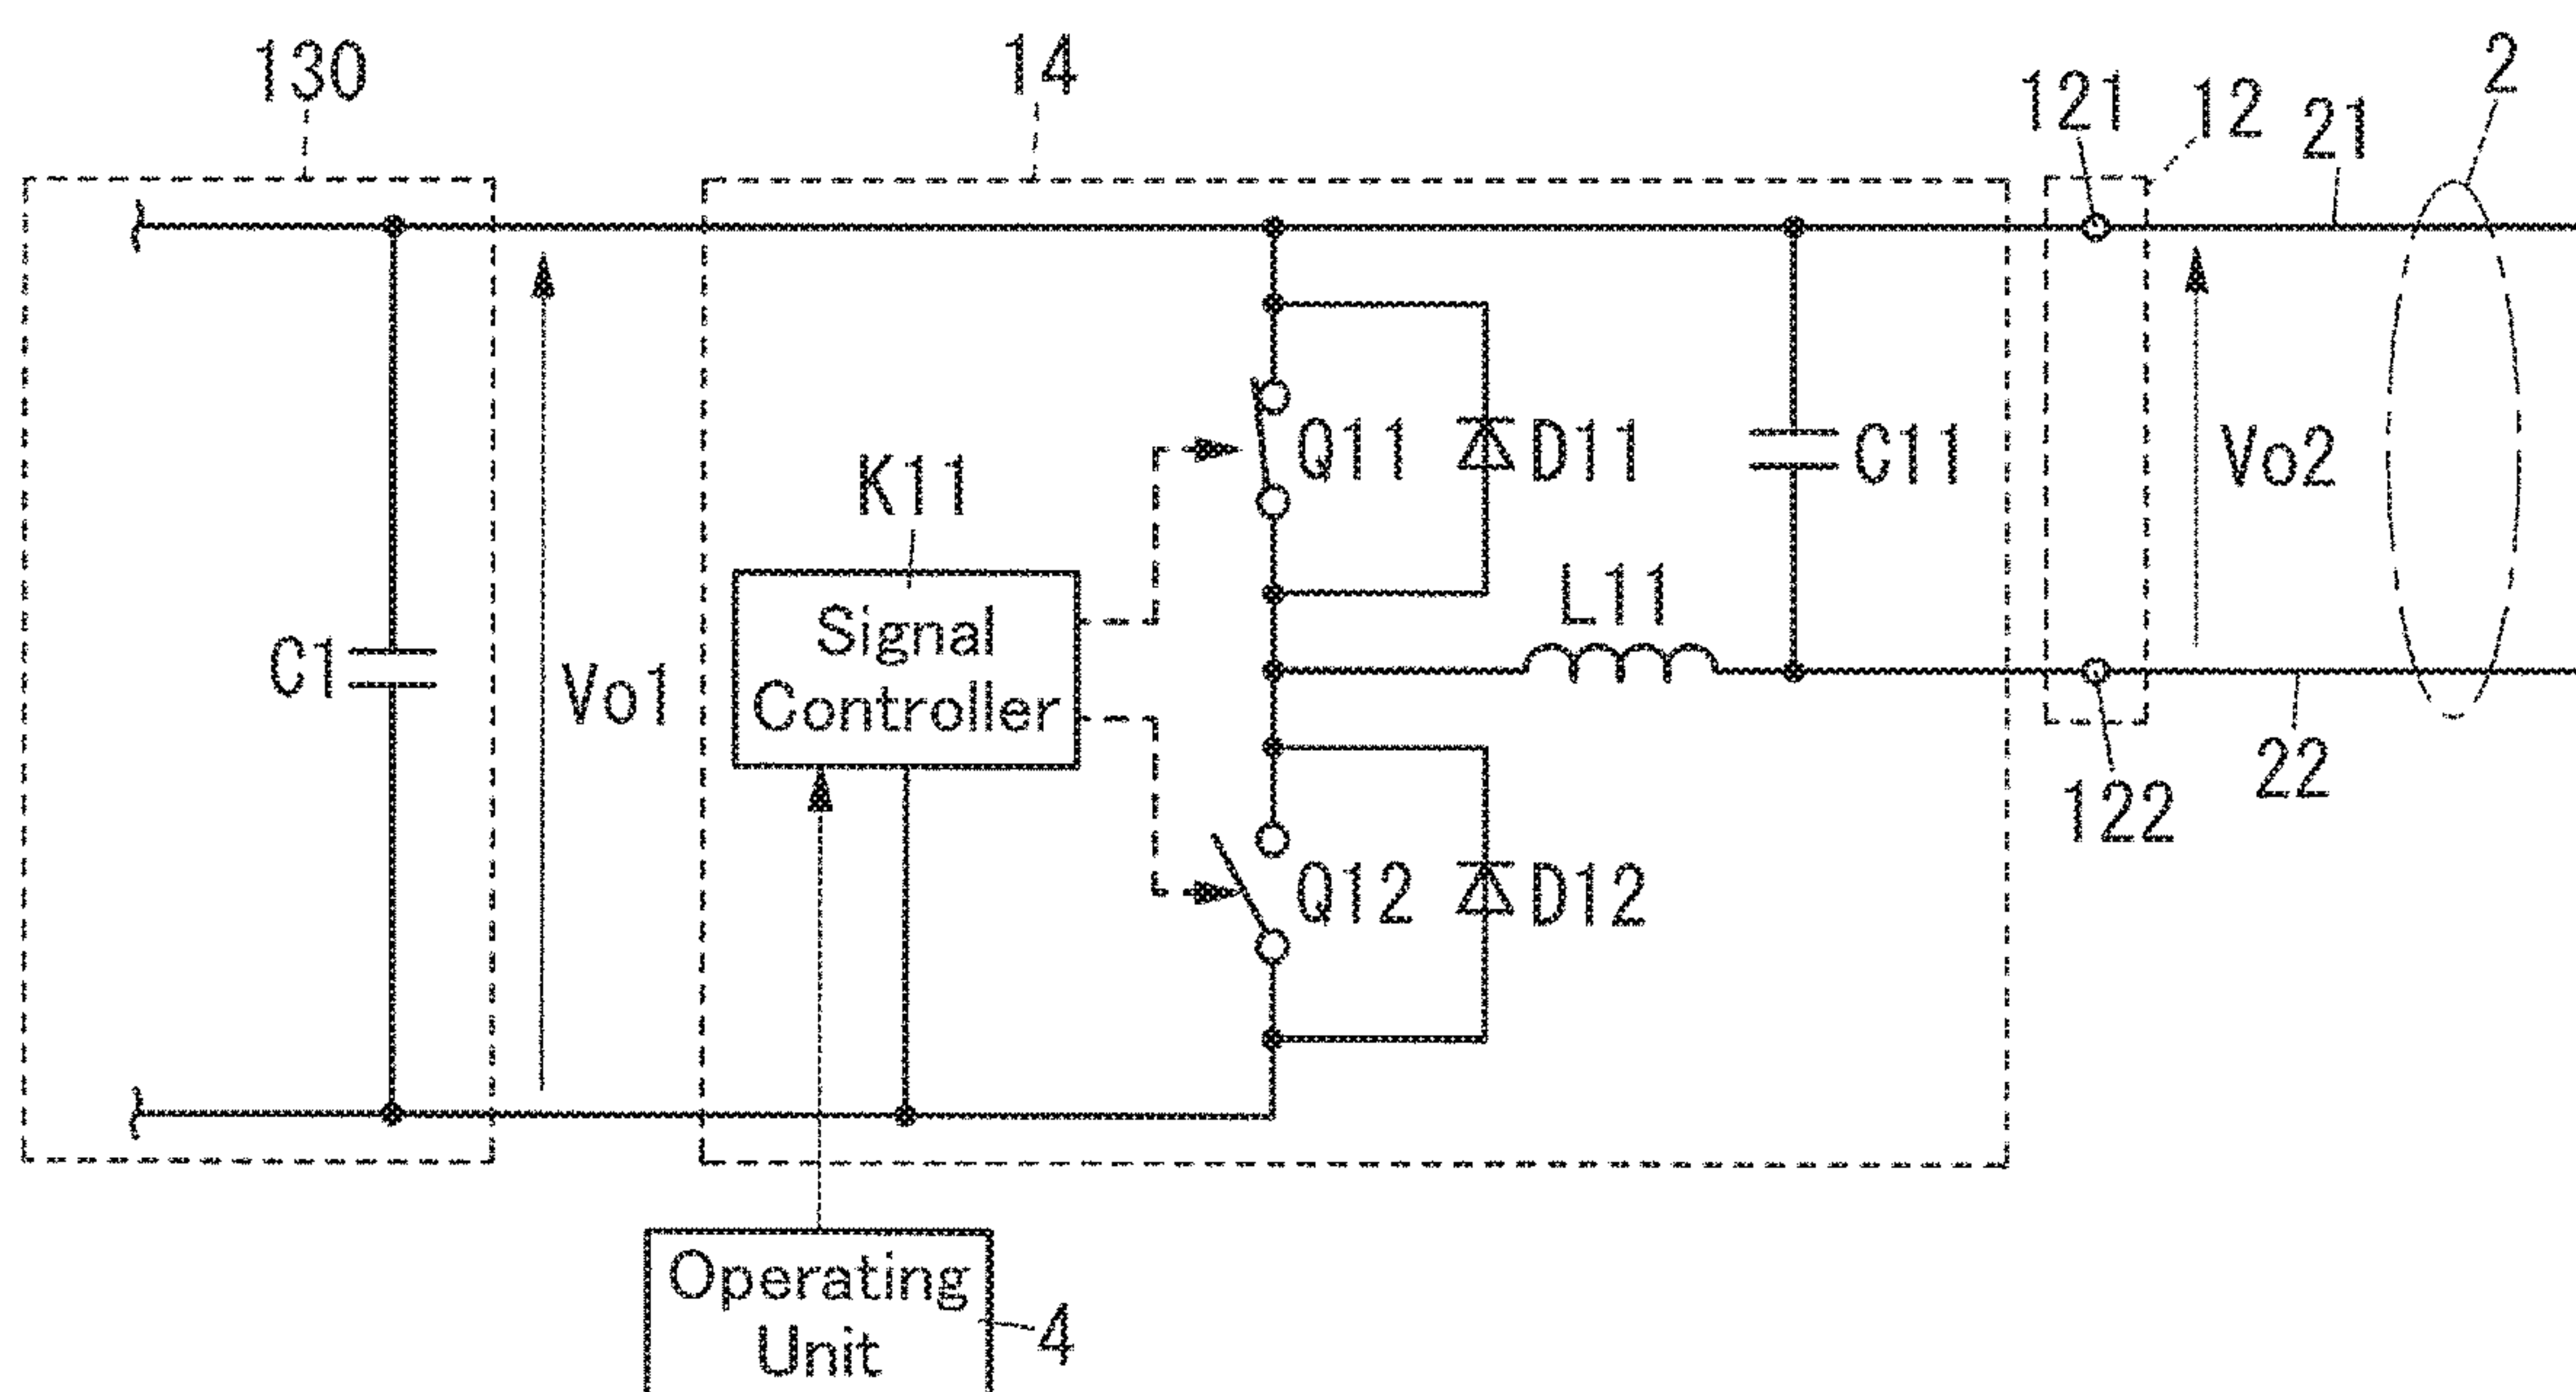 130
14
121
12
21
2
Q11
D11
C11
Vo2
K11
L11
Signal
Controller
C1
Vo1
22
122
Q12
D12
Operating
Unit
4